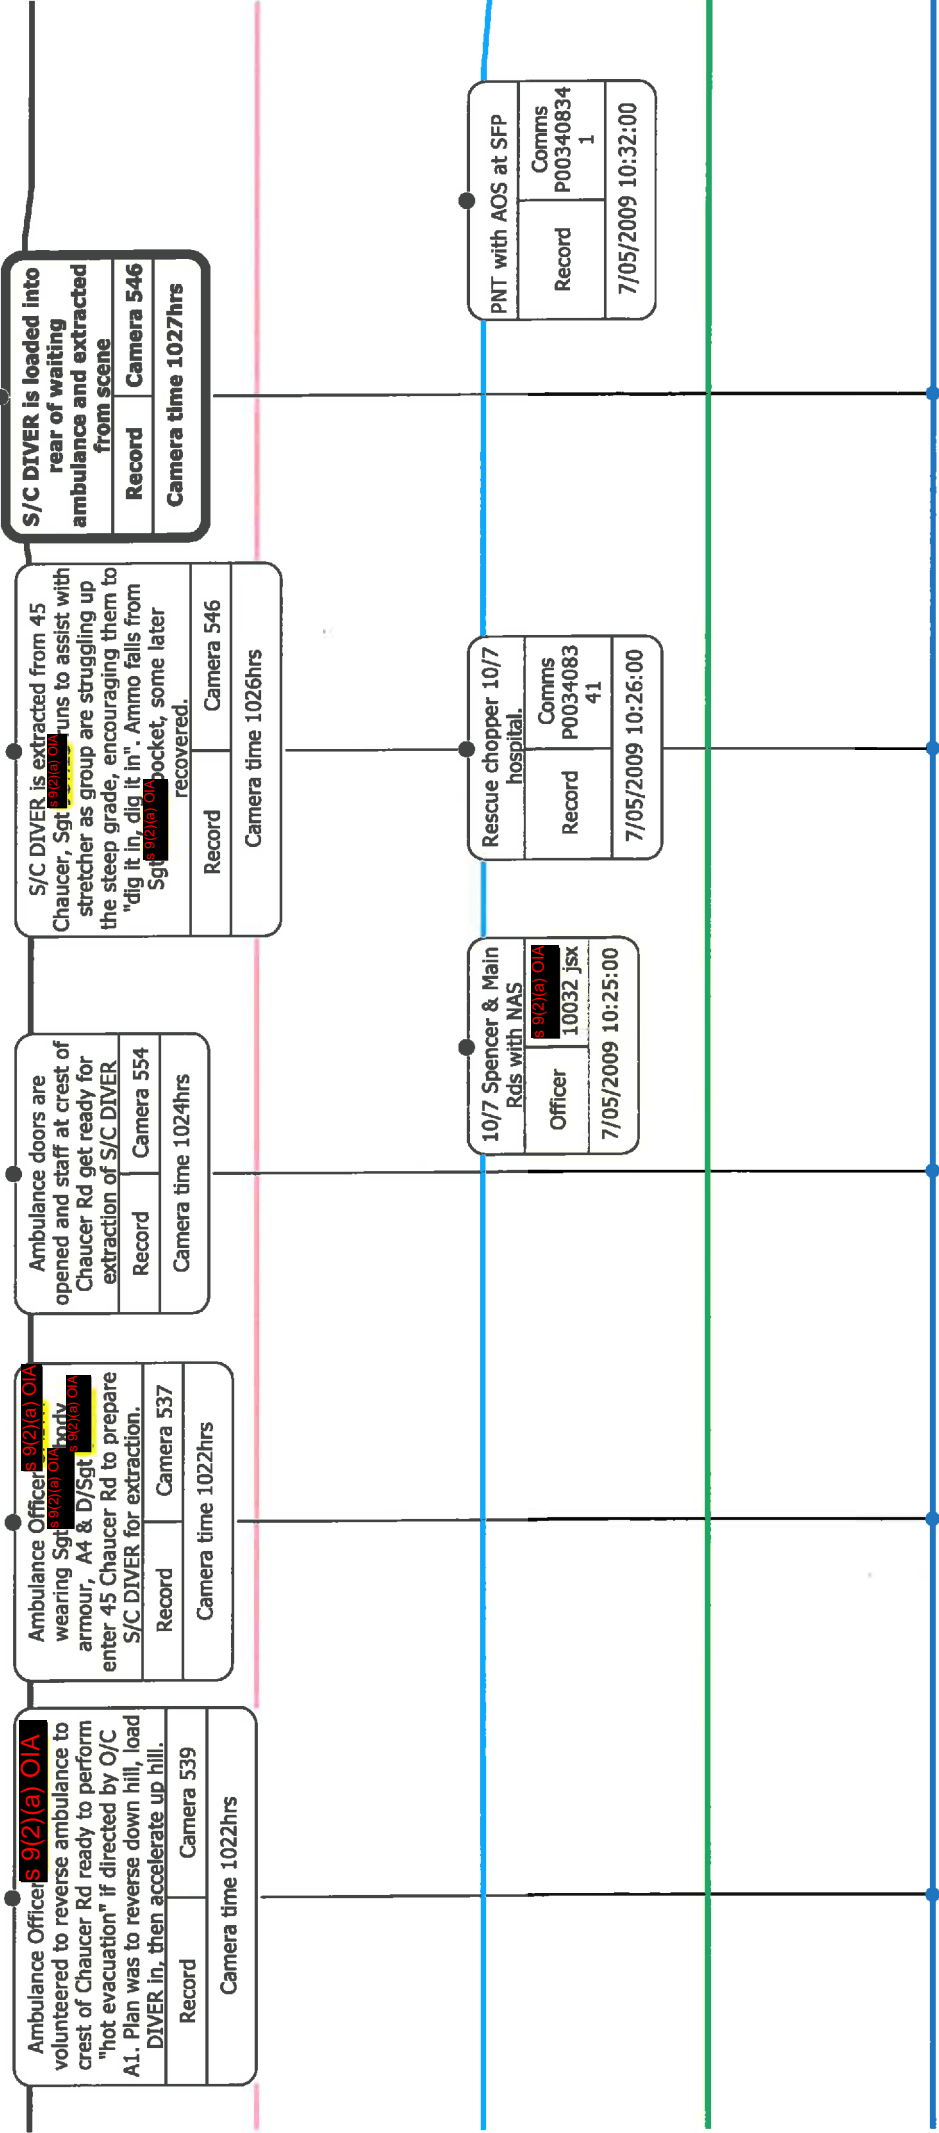 Ambulance Officer s 9(2)(a) OIA
volunteered to reverse ambulance to
crest of Chaucer Rd ready to perform
"hot evacuation" if directed by O/C
A1. Plan was to reverse down hill, load
DIVER in, then accelerate up hill.
Record Camera 539
Camera time 1022hrs
Ambulance Officer s 9(2)(a) OIA
wearing Sgt s 9(2)(a) OIA body
armour, A4 & D/Sgt s 9(2)(a) OIA
enter 45 Chaucer Rd to prepare
S/C DIVER for extraction.
Record Camera 537
Camera time 1022hrs
Ambulance doors are
opened and staff at crest of
Chaucer Rd get ready for
extraction of S/C DIVER
Record Camera 554
Camera time 1024hrs
S/C DIVER is extracted from 45
Chaucer, Sgt s 9(2)(a) OIA runs to assist with
stretcher as group are struggling up
the steep grade, encouraging them to
"dig it in, dig it in". Ammo falls from
Sgt s 9(2)(a) OIA pocket, some later
recovered.
Record Camera 546
Camera time 1026hrs
S/C DIVER is loaded into
rear of waiting
ambulance and extracted
from scene
Record Camera 546
Camera time 1027hrs
10/7 Spencer & Main
Rds with NAS
Officer s 9(2)(a) OIA
10032 jsx
7/05/2009 10:25:00
Rescue chopper 10/7
hospital.
Record Comms
P0034083
41
7/05/2009 10:26:00
PNT with AOS at SFP
Record Comms
P00340834
1
7/05/2009 10:32:00